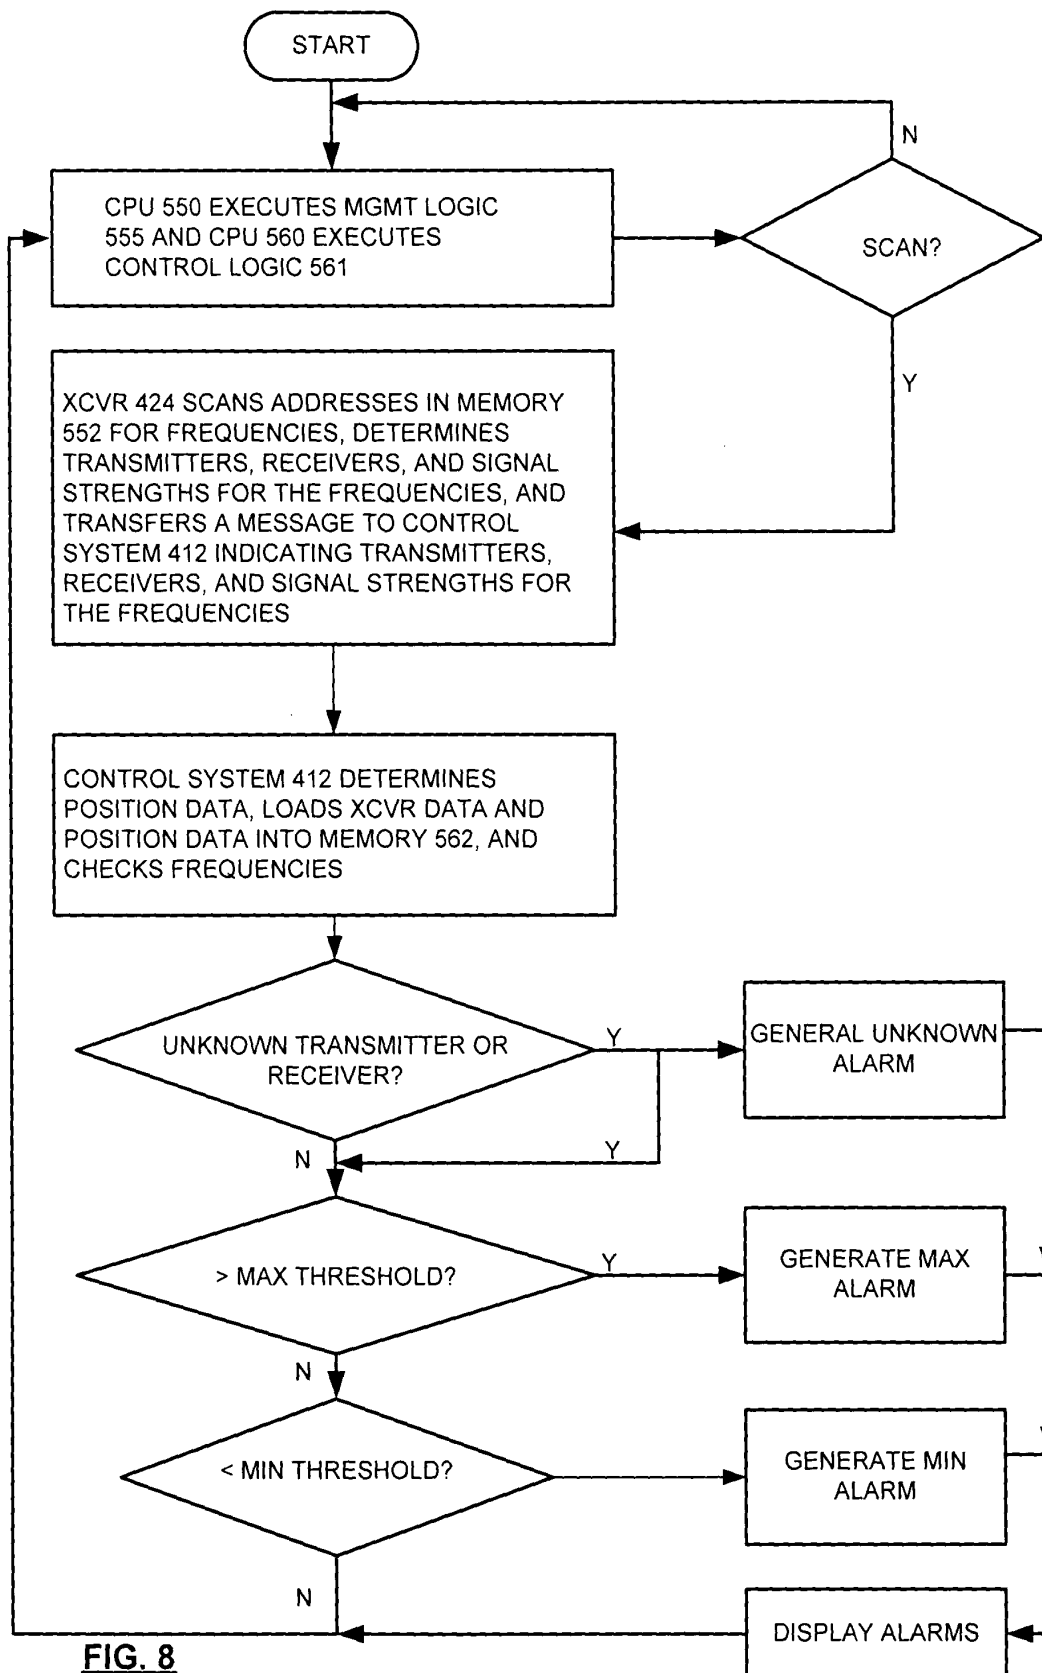 START
N
CPU 550 EXECUTES MGMT LOGIC
555 AND CPU 560 EXECUTES
CONTROL LOGIC 561
SCAN?
Y
XCVR 424 SCANS ADDRESSES IN MEMORY
552 FOR FREQUENCIES, DETERMINES
TRANSMITTERS, RECEIVERS, AND SIGNAL
STRENGTHS FOR THE FREQUENCIES, AND
TRANSFERS A MESSAGE TO CONTROL
SYSTEM 412 INDICATING TRANSMITTERS,
RECEIVERS, AND SIGNAL STRENGTHS FOR
THE FREQUENCIES
CONTROL SYSTEM 412 DETERMINES
POSITION DATA, LOADS XCVR DATA AND
POSITION DATA INTO MEMORY 562, AND
CHECKS FREQUENCIES
UNKNOWN TRANSMITTER OR
RECEIVER?
Y
GENERAL UNKNOWN
ALARM
Y
N
> MAX THRESHOLD?
Y
GENERATE MAX
ALARM
N
< MIN THRESHOLD?
GENERATE MIN
ALARM
N
DISPLAY ALARMS
FIG. 8